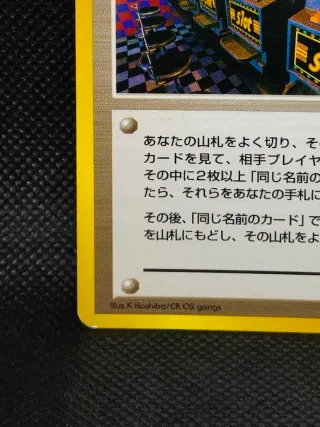 slot
slot
あなたの山札をよく切り、そ
カードを見て、相手プレイヤ
その中に2枚以上「同じ名前の
たら、それらをあなたの手札に
その後、「同じ名前のカード」で
を山札にもどし、その山札をよ
Illus.K Hoshiba/CR CG gangs